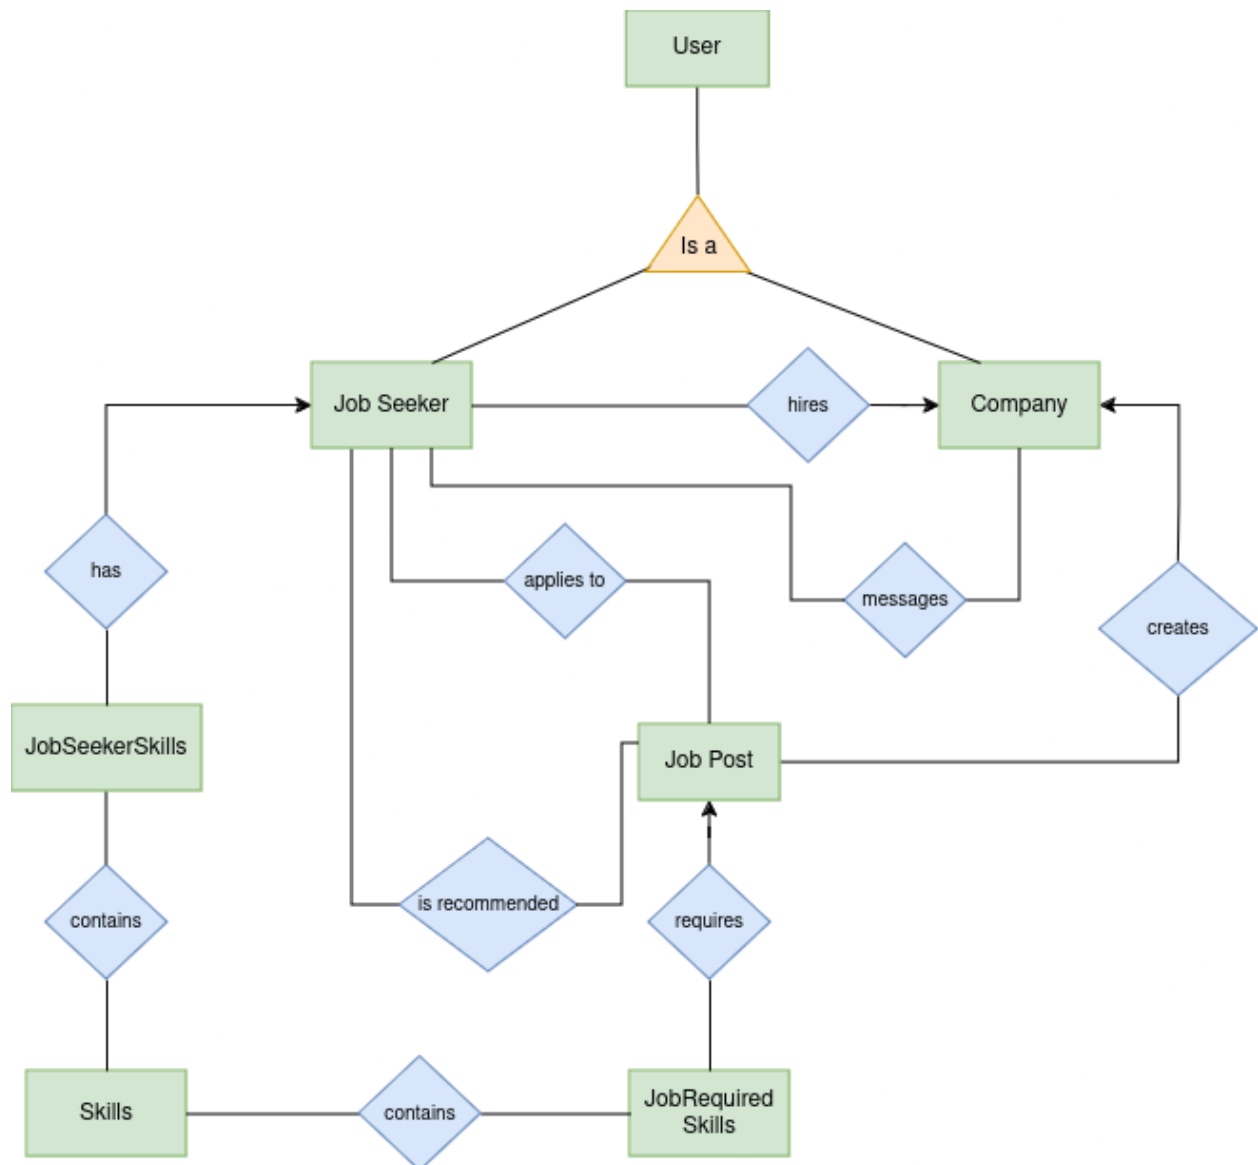 User
Is a
Job Seeker
hires
Company
has
applies to
messages
creates
JobSeekerSkills
Job Post
contains
is recommended
requires
Skills
contains
JobRequired
Skills